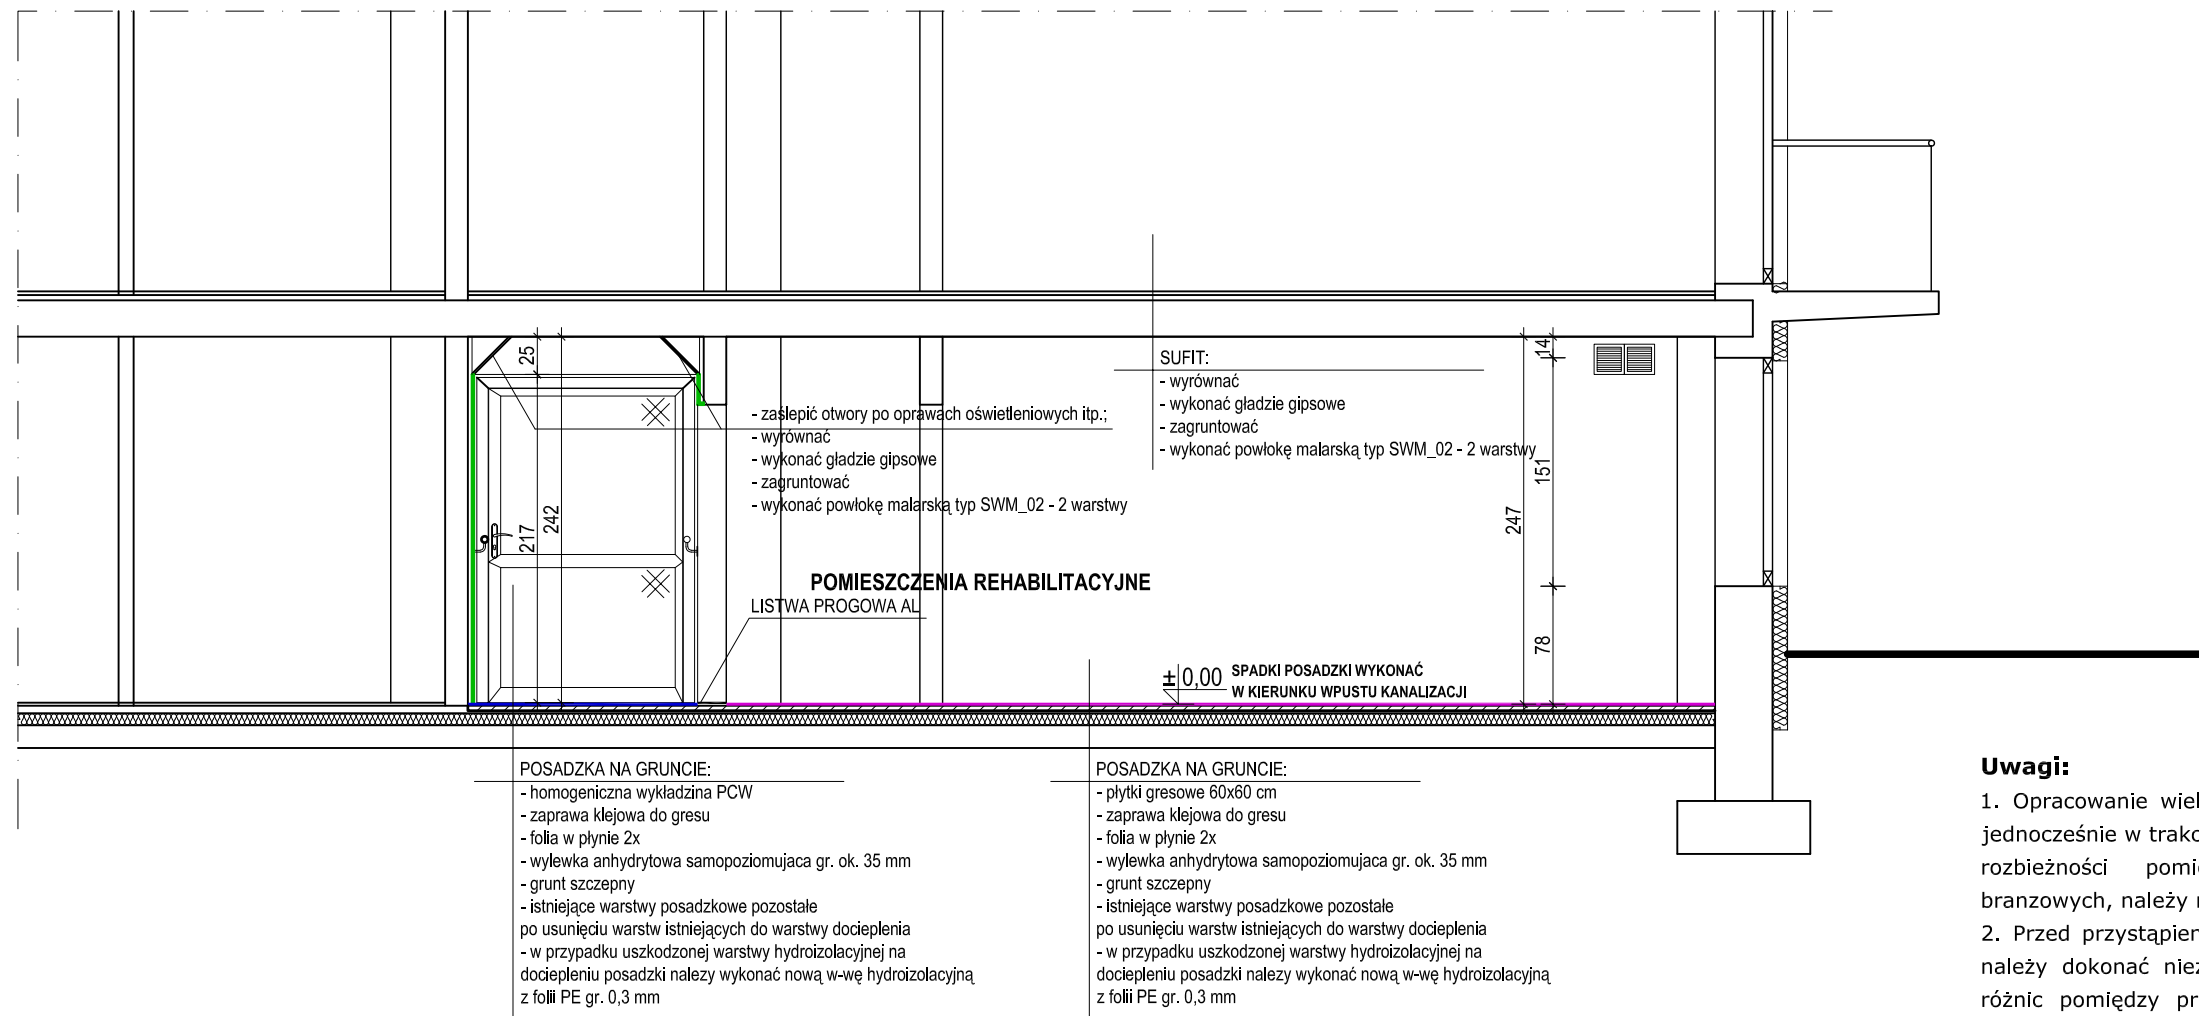 25
14
SUFIT:
- wyrównać
- wykonać gładzie gipsowe
- zagruntować
- wykonać powłokę malarską typ SWM_02 - 2 warstwy
- zaślepić otwory po oprawach oświetleniowych itp.;
- wyrównać
- wykonać gładzie gipsowe
- zagruntować
- wykonać powłokę malarską typ SWM_02 - 2 warstwy
151
217
242
247
POMIESZCZENIA REHABILITACYJNE
LISTWA PROGOWA AL
78
±0,00
SPADKI POSADZKI WYKONAĆ
W KIERUNKU WPUSTU KANALIZACJI
POSADZKA NA GRUNCIE:
- homogeniczna wykładzina PCW
- zaprawa klejowa do gresu
- folia w płynie 2x
- wylewka anhydrytowa samopoziomujaca gr. ok. 35 mm
- grunt szczepny
- istniejące warstwy posadzkowe pozostałe
po usunięciu warstw istniejących do warstwy docieplenia
- w przypadku uszkodzonej warstwy hydroizolacyjnej na
dociepleniu posadzki nalezy wykonać nową w-wę hydroizolacyjną
z folii PE gr. 0,3 mm
POSADZKA NA GRUNCIE:
- płytki gresowe 60x60 cm
- zaprawa klejowa do gresu
- folia w płynie 2x
- wylewka anhydrytowa samopoziomujaca gr. ok. 35 mm
- grunt szczepny
- istniejące warstwy posadzkowe pozostałe
po usunięciu warstw istniejących do warstwy docieplenia
- w przypadku uszkodzonej warstwy hydroizolacyjnej na
dociepleniu posadzki nalezy wykonać nową w-wę hydroizolacyjną
z folii PE gr. 0,3 mm
Uwagi:
1. Opracowanie
jednocześnie w
rozbieżności
branzowych, należy
2. Przed
należy dokonać
różnic pomiędzy